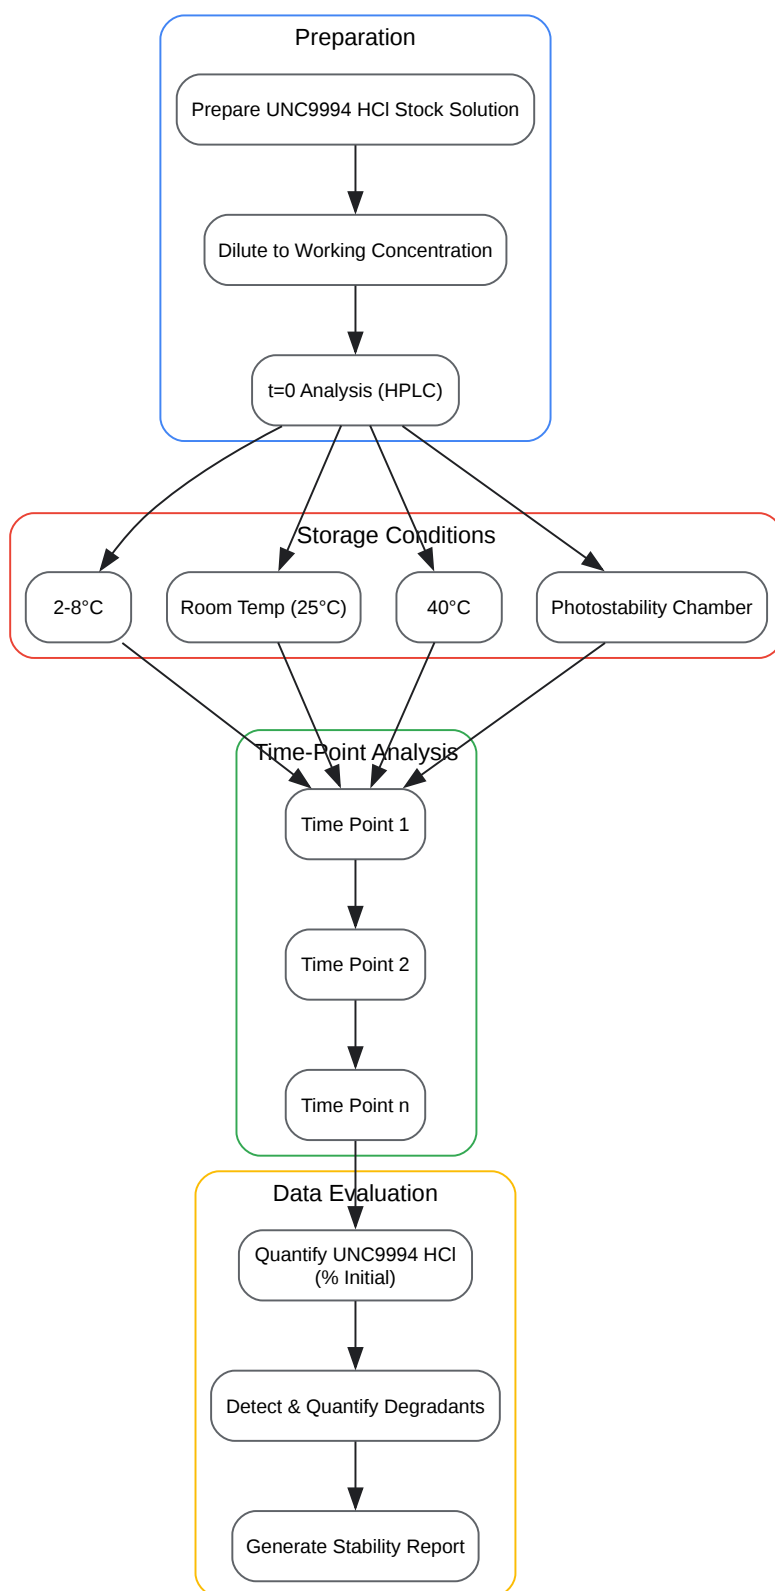 Preparation
Prepare UNC9994 HCl Stock Solution
Dilute to Working Concentration
t=0 Analysis (HPLC)
Storage Conditions
2-8°C
Room Temp (25°C)
40°C
Photostability Chamber
Time-Point Analysis
Time Point 1
Time Point 2
Time Point n
Data Evaluation
Quantify UNC9994 HCl
(% Initial)
Detect & Quantify Degradants
Generate Stability Report